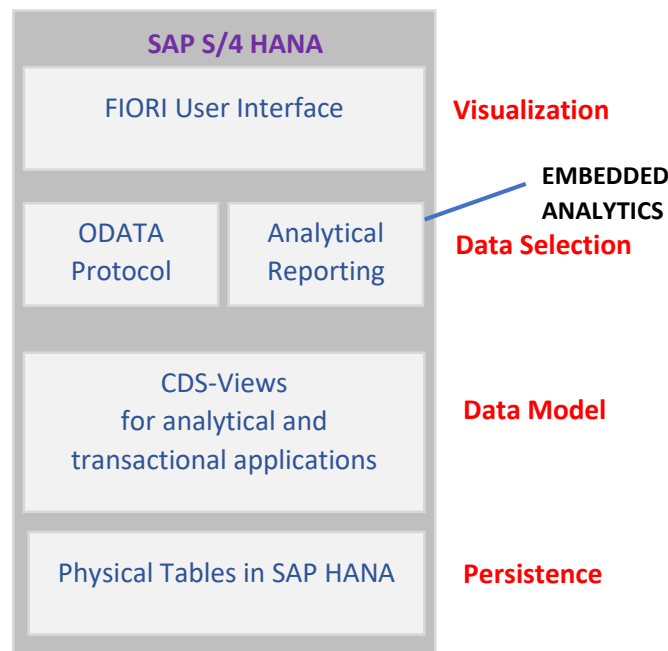 SAP S/4 HANA
FIORI User Interface
Visualization
EMBEDDED
ANALYTICS
ODATA
Protocol
Analytical
Reporting
Data Selection
CDS-Views
for analytical and
transactional applications
Data Model
Physical Tables in SAP HANA
Persistence